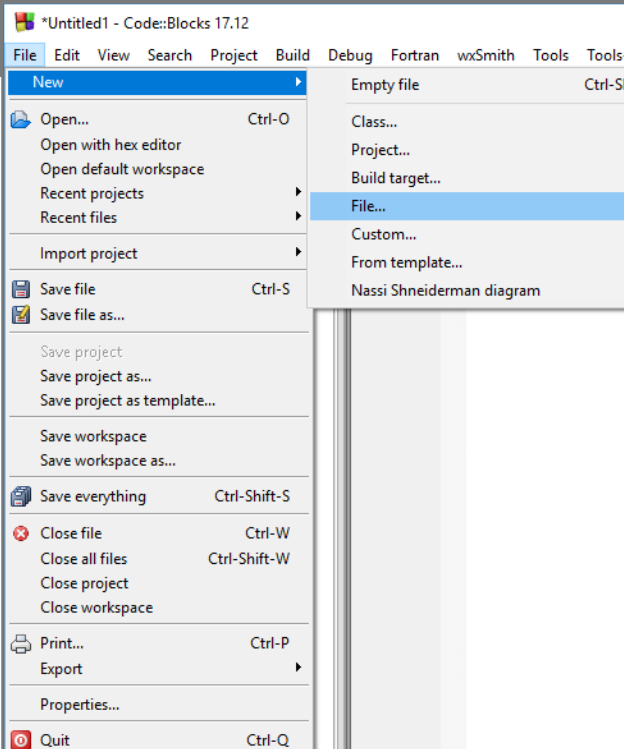 *Untitled1 - Code::Blocks 17.12
File Edit View Search Project Build Debug Fortran wxSmith Tools Tools
New
Open... Ctrl-O
Open with hex editor
Open default workspace
Recent projects
Recent files
Import project
Save file Ctrl-S
Save file as...
Save project
Save project as...
Save project as template...
Save workspace
Save workspace as...
Save everything Ctrl-Shift-S
Close file Ctrl-W
Close all files Ctrl-Shift-W
Close project
Close workspace
Print... Ctrl-P
Export
Properties...
Quit Ctrl-Q
Empty file
Class...
Project...
Build target...
File...
Custom...
From template...
Nassi Shneiderman diagram